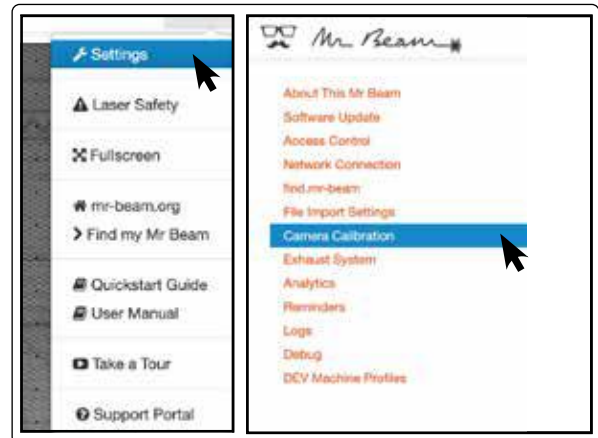 Settings
Laser Safety
Fullscreen
mr-beam.org
Find my Mr Beam
Quickstart Guide
User Manual
Take a Tour
Support Portal
Mr Beam
About This Mr Beam
Software Update
Access Control
Network Connection
find.mr-beam
File Import Settings
Camera Calibration
Exhaust System
Analytics
Reminders
Logs
Debug
DEV Machine Profiles